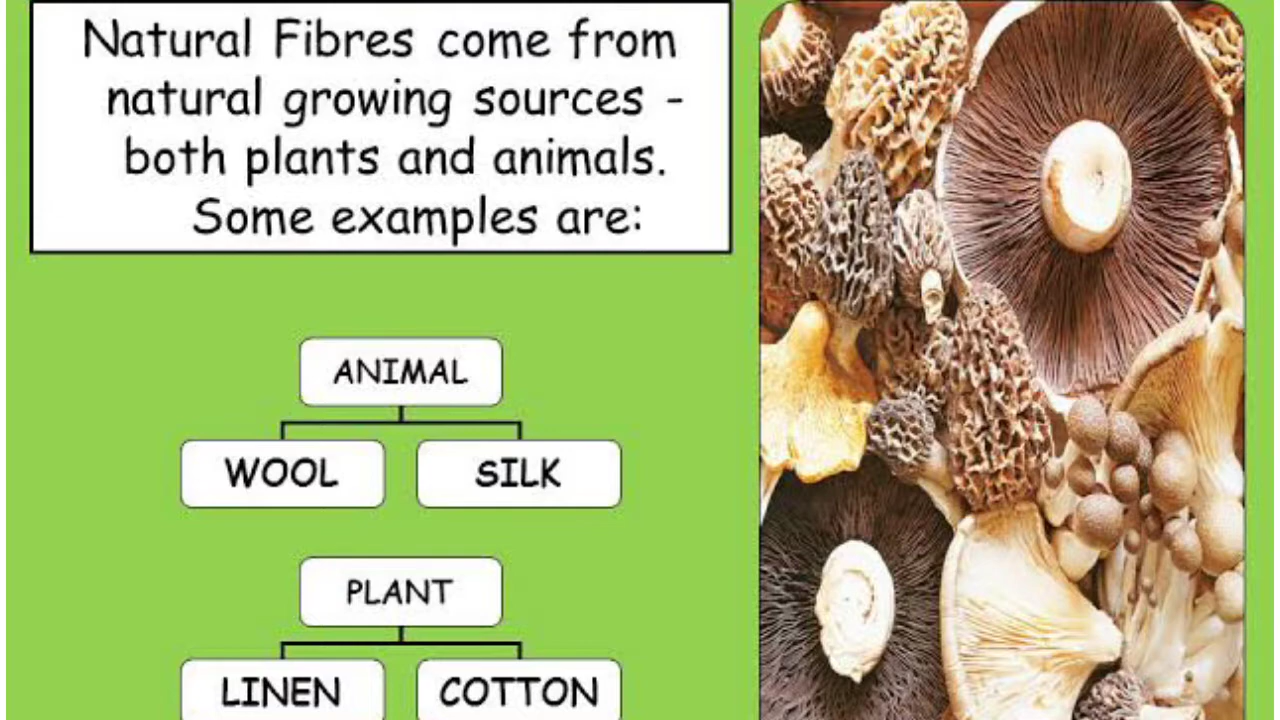 Natural Fibres come from
natural growing sources -
both plants and animals.
Some examples are:
ANIMAL
WOOL SILK
PLANT
LINEN COTTON